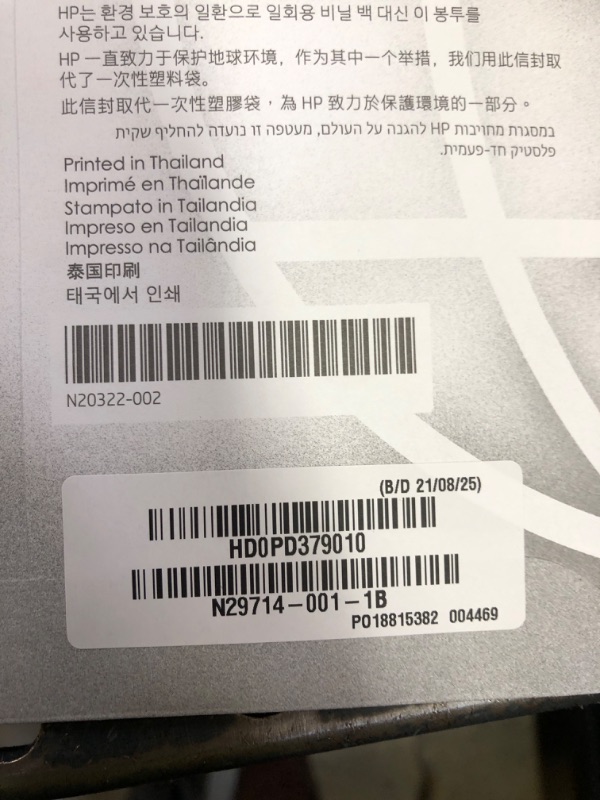 HP는 환경 보호의 일환으로 일회용 비닐 백 대신 이 봉투를
사용하고 있습니다.
HP 一直致力于保护地球环境，作为其中一个举措，我们用此信封取
代了一次性塑料袋。
此信封取代一次性塑膠袋，為 HP 致力於保護環境的一部分。
במסגרת מחויבות HP להגנה על העולם, מעטפה זו נועדה להחליף שקית
פלסטיק חד-פעמית.
Printed in Thailand
Imprimé en Thaïlande
Stampato in Tailandia
Impreso en Tailandia
Impresso na Tailândia
泰国印刷
태국에서 인쇄
N20322-002
(B/D 21/08/25)
HD0PD379010
N29714-001-1B
PO18815382 004469